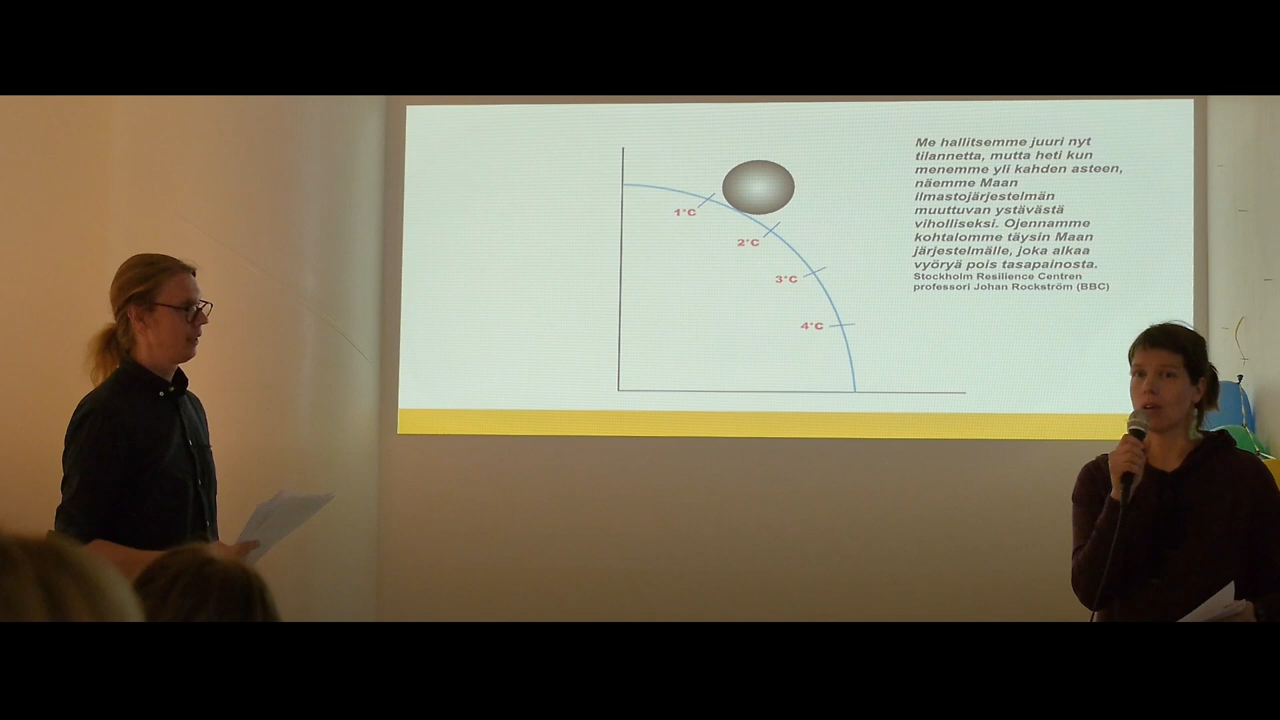 1°C
2°C
3°C
4°C
Me hallitsemme juuri nyt
tilannetta, mutta heti kun
menemme yli kahden asteen,
näemme Maan
ilmastojärjestelmän
muuttuvan ystävästä
viholliseksi. Ojennamme
kohtalomme täysin Maan
järjestelmälle, joka alkaa
vyöryä pois tasapainosta.
Stockholm Resilience Centren
professori Johan Rockström (BBC)